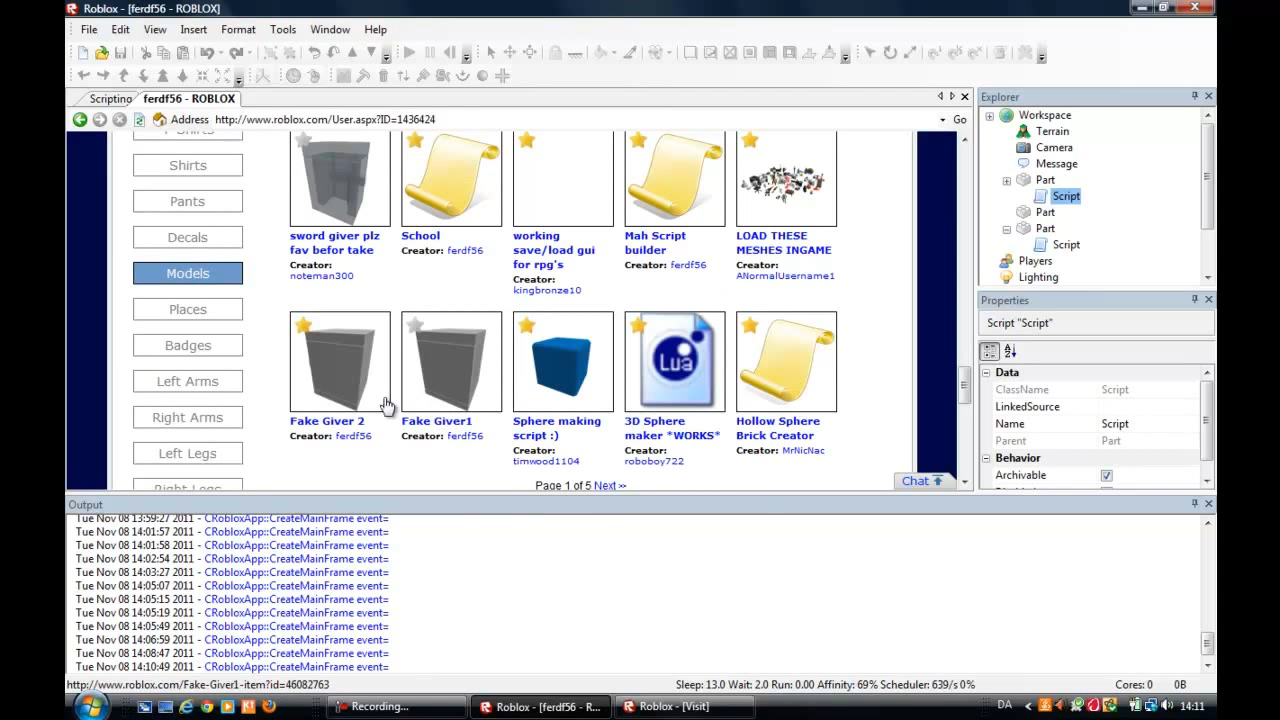 Roblox - [ferdf56 - ROBLOX]
File Edit View Insert Format Tools Window Help
Scripting ferdf56 - ROBLOX
Address http://www.roblox.com/User.aspx?ID=1436424 Go
T-Shirts
Shirts
Pants
Decals
Models
Places
Badges
Left Arms
Right Arms
Left Legs
Right Legs
sword giver plz
fav befor take
Creator:
noteman300
School
Creator: ferdf56
working
save/load gui
for rpg's
Creator:
kingbronze10
Mah Script
builder
Creator: ferdf56
LOAD THESE
MESHES INGAME
Creator:
ANormalUsername1
Fake Giver 2
Creator: ferdf56
Fake Giver1
Creator: ferdf56
Sphere making
script :)
Creator:
timwood1104
Lua
3D Sphere
maker *WORKS*
Creator:
roboboy722
Hollow Sphere
Brick Creator
Creator: MrNicNac
Page 1 of 5 Next >>
Chat
Explorer
Workspace
Terrain
Camera
Message
Part
Script
Part
Part
Script
Players
Lighting
Properties
Script "Script"
Data
ClassName Script
LinkedSource
Name Script
Parent Part
Behavior
Archivable
Output
Tue Nov 08 13:59:27 2011 - CRobloxApp::CreateMainFrame event=
Tue Nov 08 14:01:57 2011 - CRobloxApp::CreateMainFrame event=
Tue Nov 08 14:01:58 2011 - CRobloxApp::CreateMainFrame event=
Tue Nov 08 14:02:54 2011 - CRobloxApp::CreateMainFrame event=
Tue Nov 08 14:03:27 2011 - CRobloxApp::CreateMainFrame event=
Tue Nov 08 14:05:07 2011 - CRobloxApp::CreateMainFrame event=
Tue Nov 08 14:05:15 2011 - CRobloxApp::CreateMainFrame event=
Tue Nov 08 14:05:19 2011 - CRobloxApp::CreateMainFrame event=
Tue Nov 08 14:05:49 2011 - CRobloxApp::CreateMainFrame event=
Tue Nov 08 14:06:59 2011 - CRobloxApp::CreateMainFrame event=
Tue Nov 08 14:08:47 2011 - CRobloxApp::CreateMainFrame event=
Tue Nov 08 14:10:49 2011 - CRobloxApp::CreateMainFrame event=
http://www.roblox.com/Fake-Giver1-item?id=46082763 Sleep: 13.0 Wait: 2.0 Run: 0.00 Affinity: 69% Scheduler: 639/s 0% Cores: 0 0B
Recording... Roblox - [ferdf56 - R... Roblox - [Visit] DA 14:11